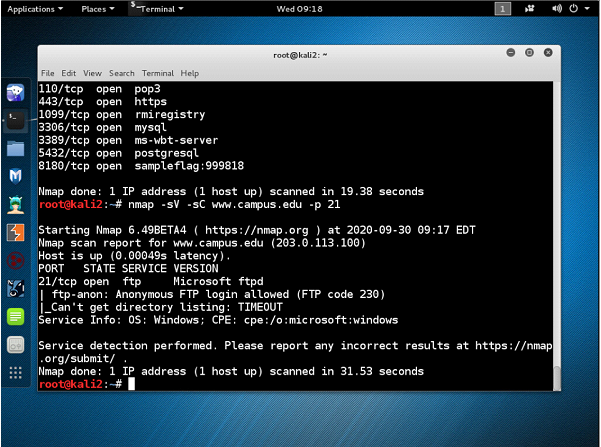 Applications Places Terminal Wed 09:18 1
root@kali2: ~
File Edit View Search Terminal Help
110/tcp open pop3
443/tcp open https
1099/tcp open rmiregistry
3306/tcp open mysql
3389/tcp open ms-wbt-server
5432/tcp open postgresql
8180/tcp open sampleflag:999818
Nmap done: 1 IP address (1 host up) scanned in 19.38 seconds
root@kali2:~# nmap -sV -sC www.campus.edu -p 21
Starting Nmap 6.49BETA4 ( https://nmap.org ) at 2020-09-30 09:17 EDT
Nmap scan report for www.campus.edu (203.0.113.100)
Host is up (0.00049s latency).
PORT STATE SERVICE VERSION
21/tcp open ftp Microsoft ftpd
| ftp-anon: Anonymous FTP login allowed (FTP code 230)
|_Can't get directory listing: TIMEOUT
Service Info: OS: Windows; CPE: cpe:/o:microsoft:windows
Service detection performed. Please report any incorrect results at https://nmap
.org/submit/ .
Nmap done: 1 IP address (1 host up) scanned in 31.53 seconds
root@kali2:~#